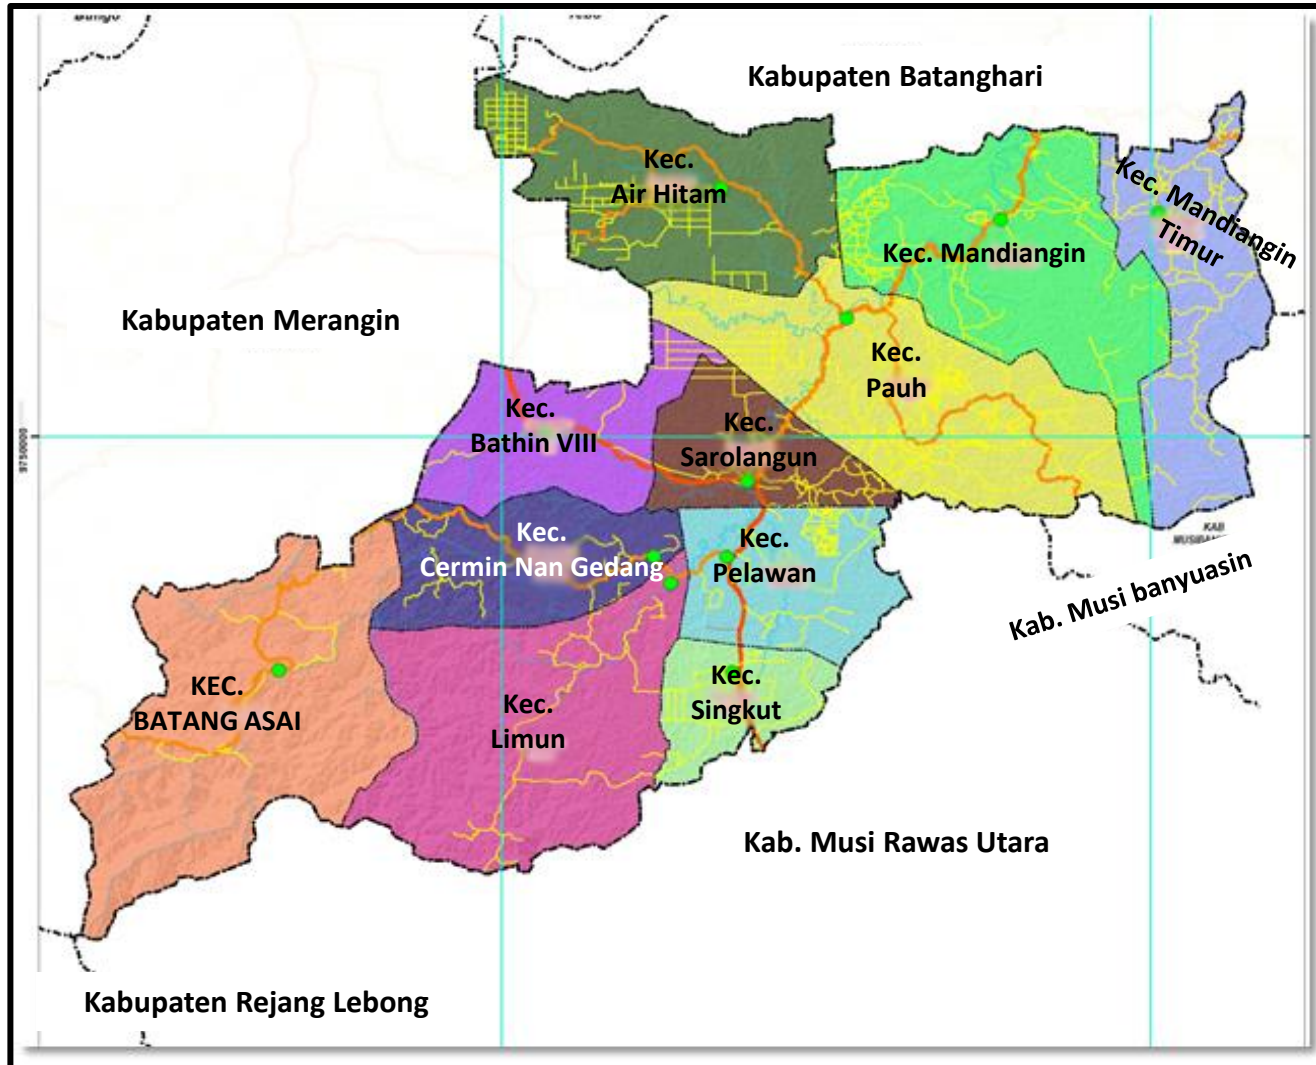 Kabupaten Batanghari
Kec.
Air Hitam
Kec. Mandiangin
Kec. Mandiangin
Timur
Kabupaten Merangin
Kec.
Pauh
Kec.
Bathin VIII
Kec.
Sarolangun
9750000
Kec.
Cermin Nan Gedang
Kec.
Pelawan
KAB
Kab. Musi banyuasin
KEC.
BATANG ASAI
Kec.
Limun
Kec.
Singkut
Kab. Musi Rawas Utara
Kabupaten Rejang Lebong